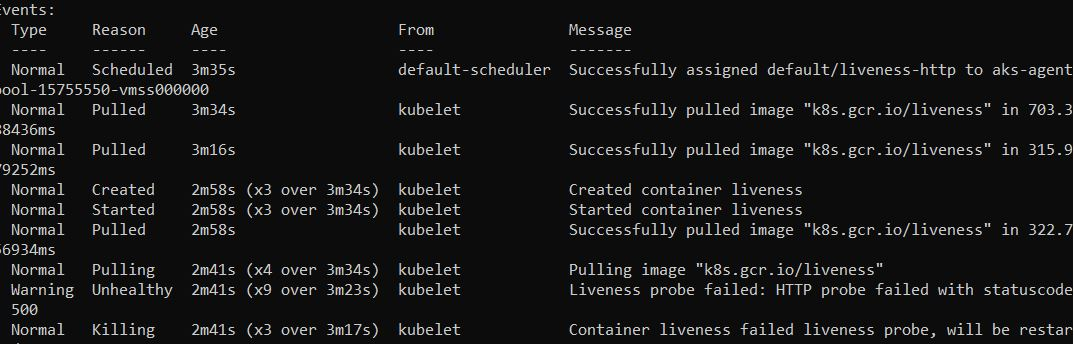 Events:
Type Reason Age From Message
---- ------ ---- ---- -------
Normal Scheduled 3m35s default-scheduler Successfully assigned default/liveness-http to aks-agent
pool-15755550-vmss000000
Normal Pulled 3m34s kubelet Successfully pulled image "k8s.gcr.io/liveness" in 703.3
38436ms
Normal Pulled 3m16s kubelet Successfully pulled image "k8s.gcr.io/liveness" in 315.9
79252ms
Normal Created 2m58s (x3 over 3m34s) kubelet Created container liveness
Normal Started 2m58s (x3 over 3m34s) kubelet Started container liveness
Normal Pulled 2m58s kubelet Successfully pulled image "k8s.gcr.io/liveness" in 322.7
56934ms
Normal Pulling 2m41s (x4 over 3m34s) kubelet Pulling image "k8s.gcr.io/liveness"
Warning Unhealthy 2m41s (x9 over 3m23s) kubelet Liveness probe failed: HTTP probe failed with statuscode
500
Normal Killing 2m41s (x3 over 3m17s) kubelet Container liveness failed liveness probe, will be restar